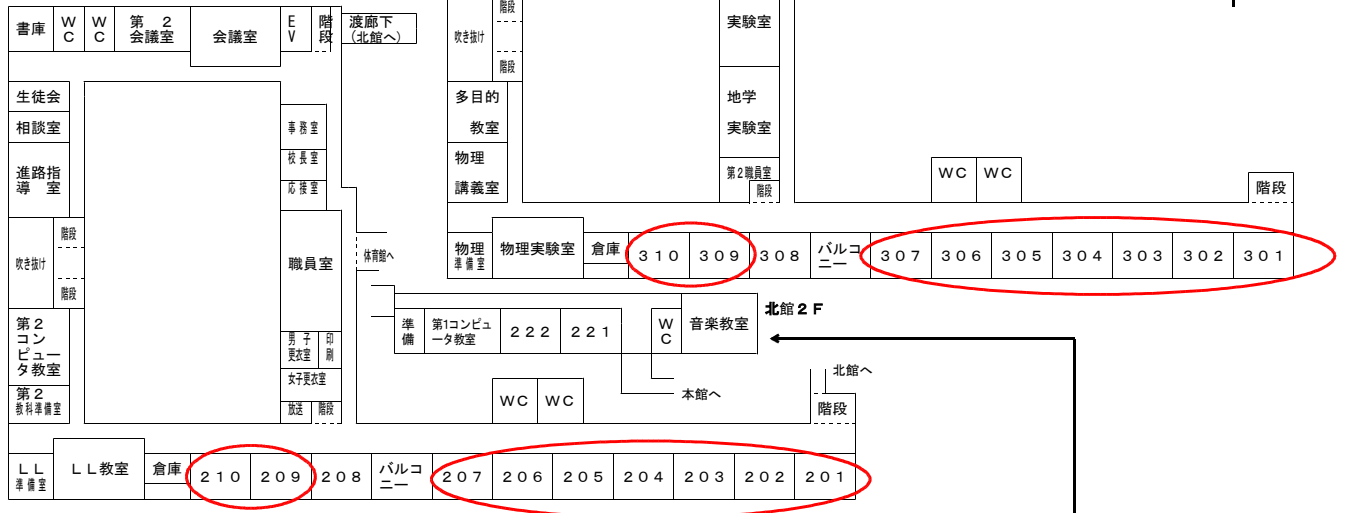 書庫
WC
WC
第 2
会議室
会議室
EV
階段
渡廊下
(北館へ)
生徒会
相談室
進路指
導 室
階段
吹き抜け
階段
第2
コン
ピュー
タ教室
第2
教科準備室
事務室
校長室
応接室
職員室
体育館へ
男子
更衣室
印刷
女子更衣室
放送
階段
LL
準備室
LL教室
倉庫
210
209
208
バルコ
ニー
207
206
205
204
203
202
201
WC
WC
階段
北館へ
階段
吹き抜け
階段
多目的
教室
物理
講義室
物理
準備室
物理実験室
倉庫
310
309
308
バルコ
ニー
307
306
305
304
303
302
301
実験室
地学
実験室
第2職員室
階段
WC
WC
階段
北館2F
準備
第1コンピュ
ータ教室
222
221
WC
音楽教室
本館へ